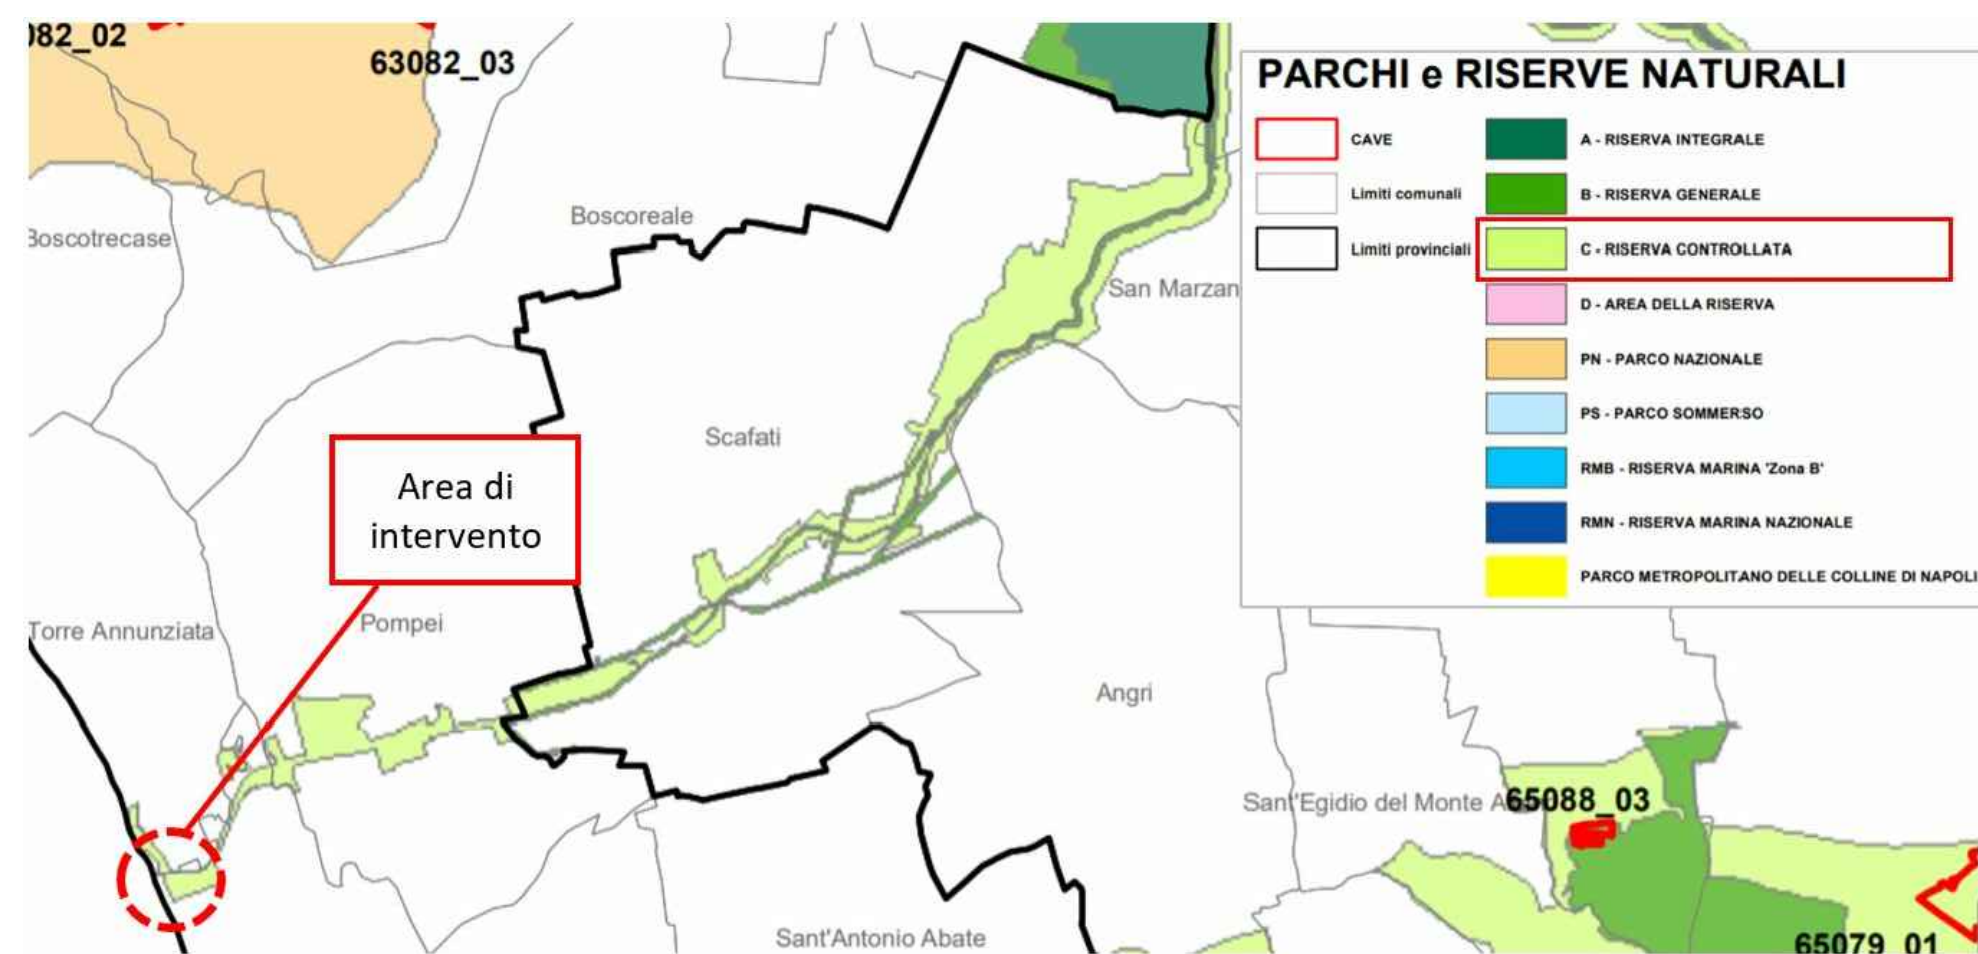 082_02
63082_03
Boscotrecase
Boscoreale
San Marzan
Scafati
Area di
intervento
Torre Annunziata
Pompei
Angri
Sant'Egidio del Monte A
65088_03
Sant'Antonio Abate
65079_01
PARCHI e RISERVE NATURALI
CAVE
Limiti comunali
Limiti provinciali
A - RISERVA INTEGRALE
B - RISERVA GENERALE
C - RISERVA CONTROLLATA
D - AREA DELLA RISERVA
PN - PARCO NAZIONALE
PS - PARCO SOMMERSO
RMB - RISERVA MARINA 'Zona B'
RMN - RISERVA MARINA NAZIONALE
PARCO METROPOLITANO DELLE COLLINE DI NAPOLI